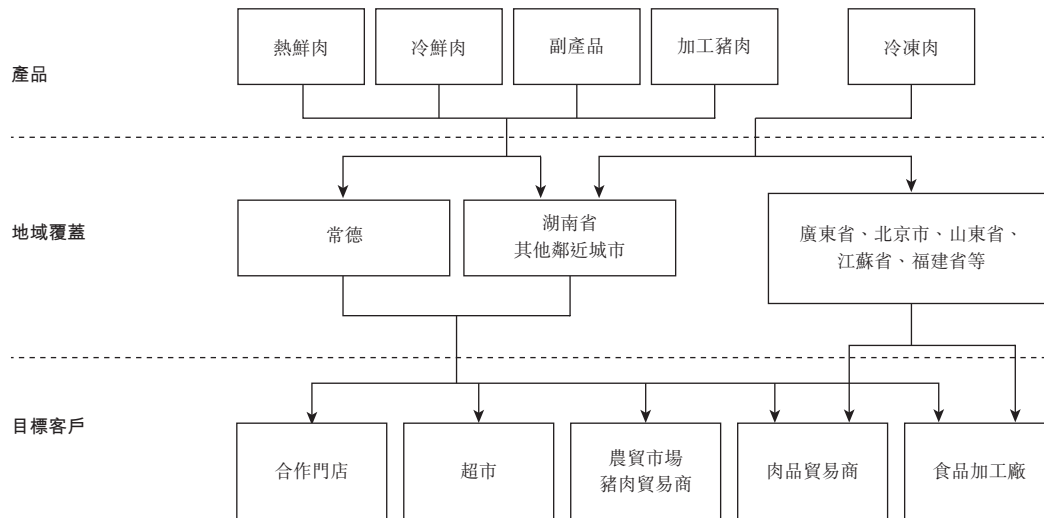 產品
熱鮮肉
冷鮮肉
副產品
加工豬肉
冷凍肉
地域覆蓋
常德
湖南省
其他鄰近城市
廣東省、北京市、山東省、
江蘇省、福建省等
目標客戶
合作門店
超市
農貿市場
豬肉貿易商
肉品貿易商
食品加工廠